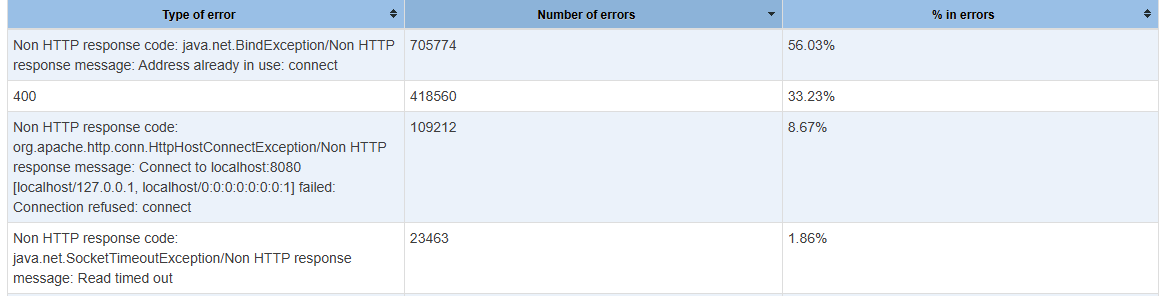 Type of error Number of errors % in errors
Non HTTP response code: java.net.BindException/Non HTTP 705774 56.03%
response message: Address already in use: connect
400 418560 33.23%
Non HTTP response code: 109212 8.67%
org.apache.http.conn.HttpHostConnectException/Non HTTP
response message: Connect to localhost:8080
[localhost/127.0.0.1, localhost/0:0:0:0:0:0:0:1] failed:
Connection refused: connect
Non HTTP response code: 23463 1.86%
java.net.SocketTimeoutException/Non HTTP response
message: Read timed out